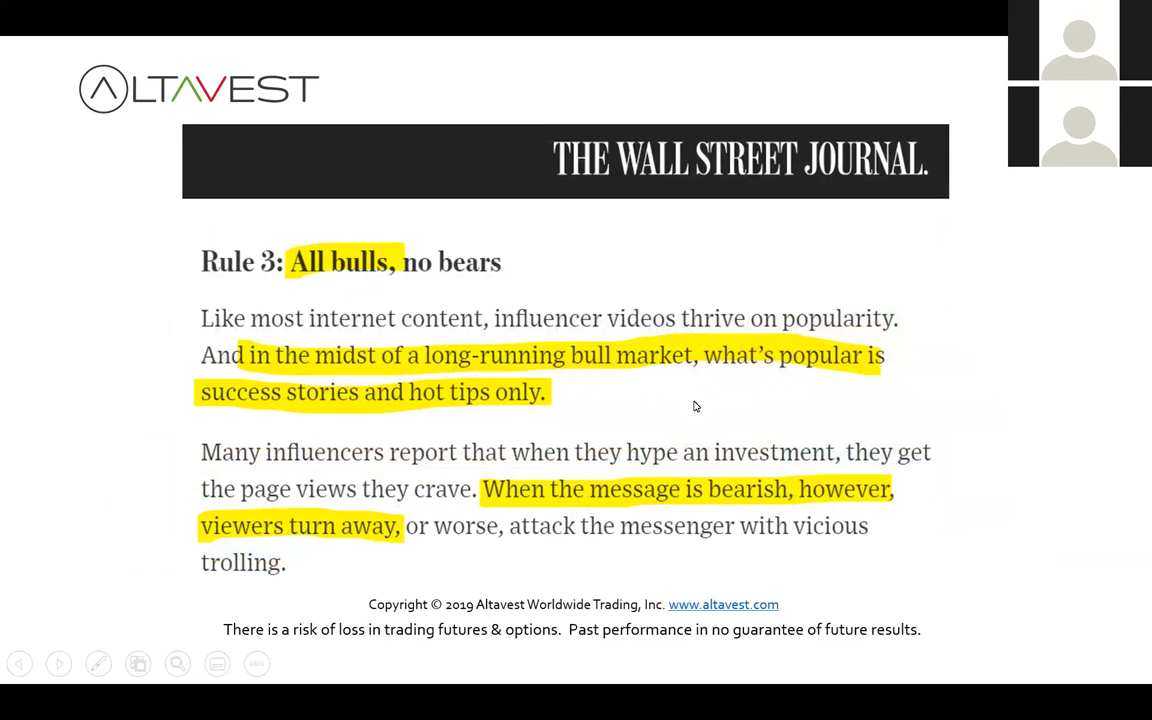 ALTAVEST
THE WALL STREET JOURNAL.
Rule 3: All bulls, no bears
Like most internet content, influencer videos thrive on popularity.
And in the midst of a long-running bull market, what’s popular is
success stories and hot tips only.
Many influencers report that when they hype an investment, they get
the page views they crave. When the message is bearish, however,
viewers turn away, or worse, attack the messenger with vicious
trolling.
Copyright © 2019 Altavest Worldwide Trading, Inc. www.altavest.com
There is a risk of loss in trading futures & options. Past performance in no guarantee of future results.